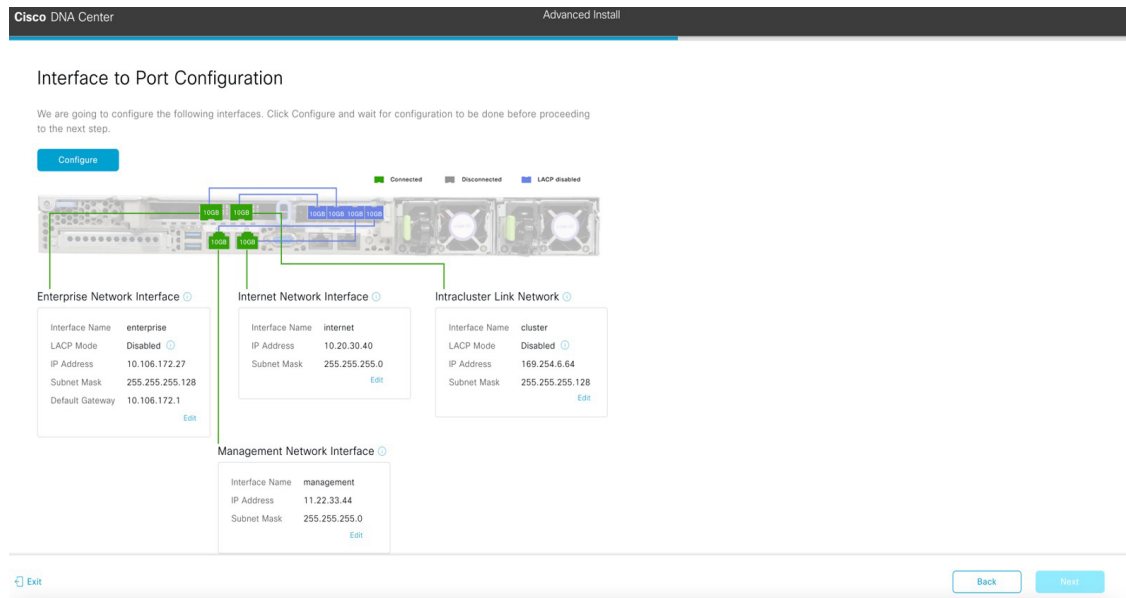 Cisco DNA Center
Advanced Install
Interface to Port Configuration
We are going to configure the following interfaces. Click Configure and wait for configuration to be done before proceeding
to the next step.
Configure
Connected
Disconnected
LACP disabled
10GB 10GB
10GB 10GB 10GB 10GB
10GB 10GB
Enterprise Network Interface
Interface Name enterprise
LACP Mode Disabled
IP Address 10.106.172.27
Subnet Mask 255.255.255.128
Default Gateway 10.106.172.1
Edit
Internet Network Interface
Interface Name internet
IP Address 10.20.30.40
Subnet Mask 255.255.255.0
Edit
Intracluster Link Network
Interface Name cluster
LACP Mode Disabled
IP Address 169.254.6.64
Subnet Mask 255.255.255.128
Edit
Management Network Interface
Interface Name management
IP Address 11.22.33.44
Subnet Mask 255.255.255.0
Edit
Exit
Back
Next